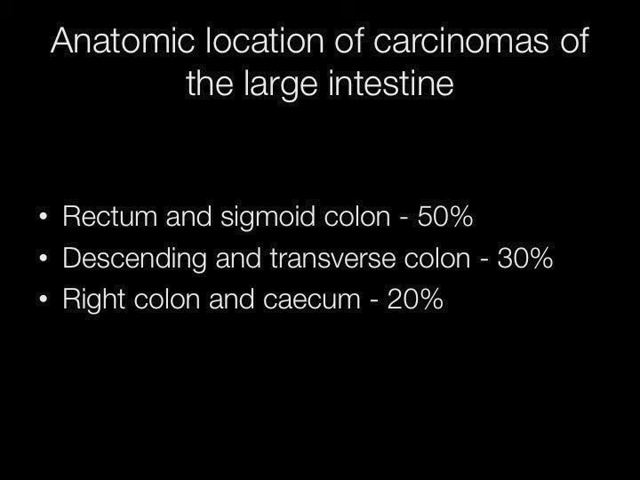 Anatomic location of carcinomas of
the large intestine
• Rectum and sigmoid colon - 50%
• Descending and transverse colon - 30%
• Right colon and caecum - 20%